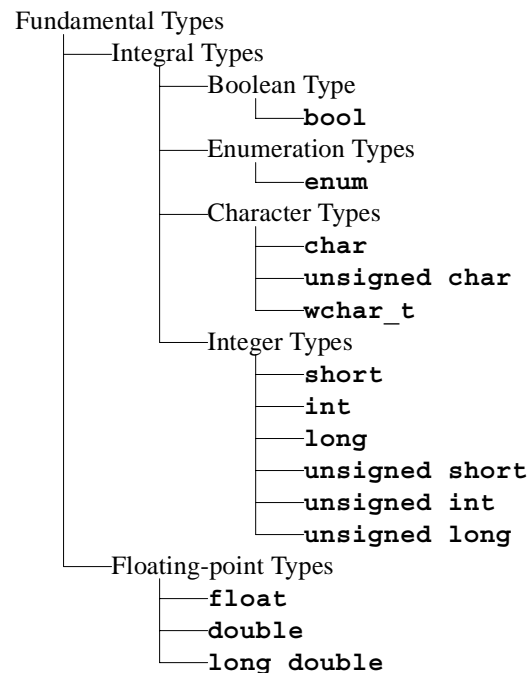 Fundamental Types
Integral Types
Boolean Type
bool
Enumeration Types
enum
Character Types
char
unsigned char
wchar_t
Integer Types
short
int
long
unsigned short
unsigned int
unsigned long
Floating-point Types
float
double
long double